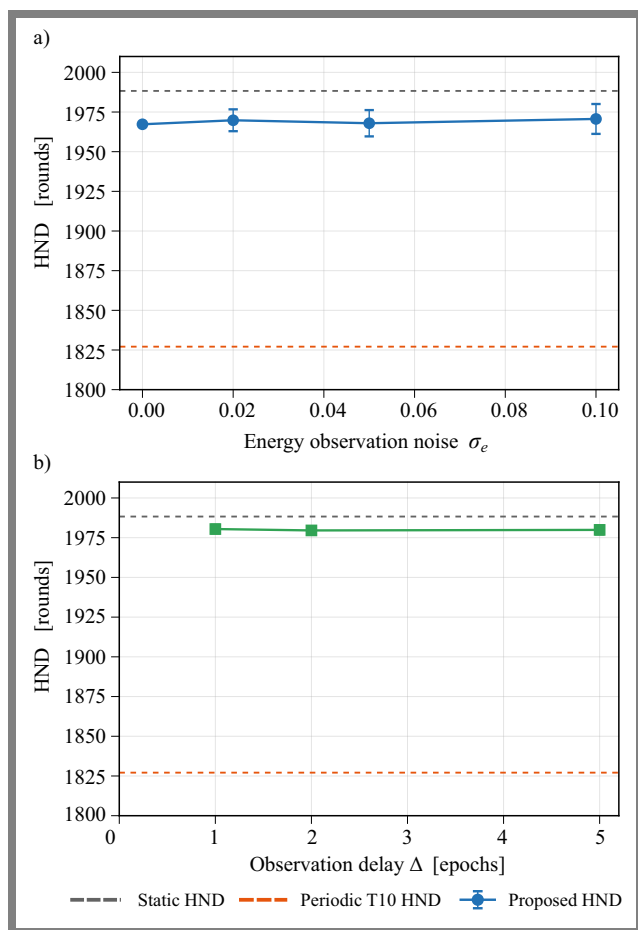 a)
2000
1975
1950
1925
1900
1875
1850
1825
1800
HND [rounds]
0.00 0.02 0.04 0.06 0.08 0.10
Energy observation noise σe
b)
2000
1975
1950
1925
1900
1875
1850
1825
1800
HND [rounds]
0 1 2 3 4 5
Observation delay Δ [epochs]
Static HND Periodic T10 HND Proposed HND